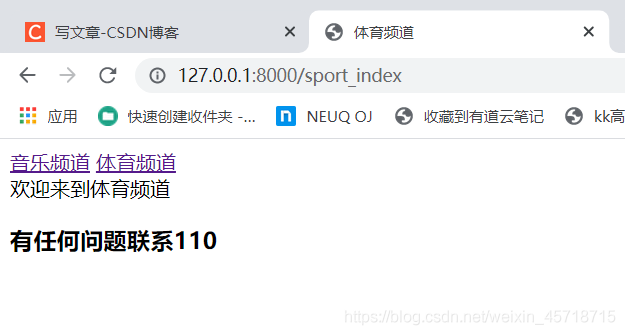 C 写文章-CSDN博客 体育频道
127.0.0.1:8000/sport_index
应用 快速创建收件夹 -... n NEUQ OJ 收藏到有道云笔记 kk高
音乐频道 体育频道
欢迎来到体育频道
有任何问题联系110
https://blog.csdn.net/weixin_45718715